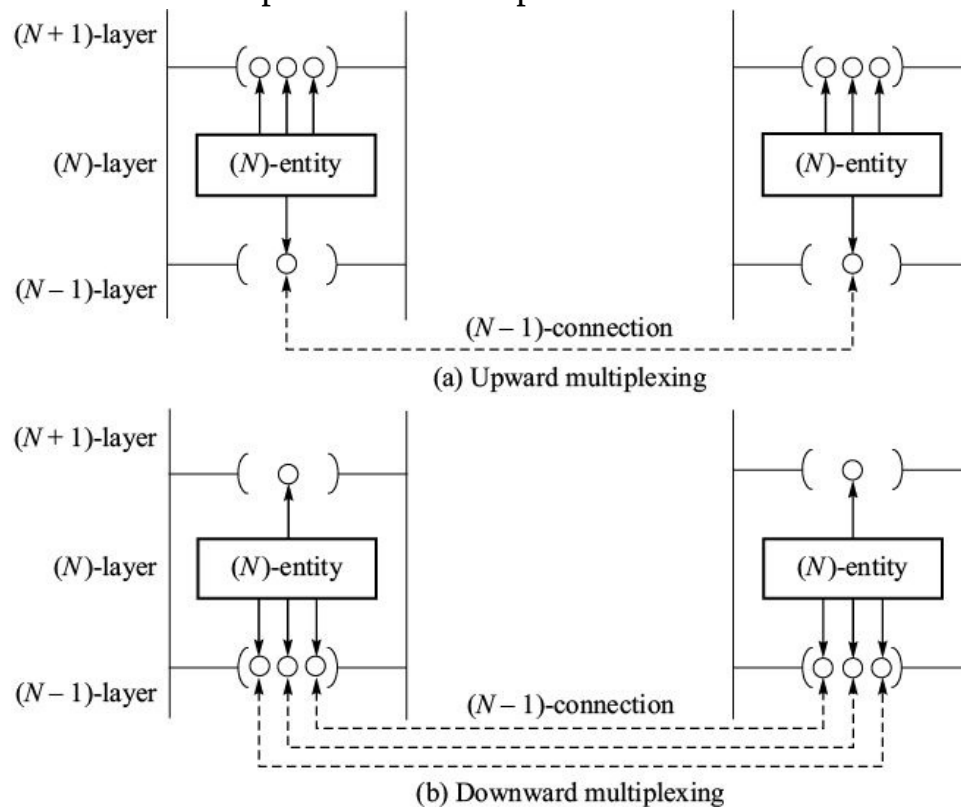 (N + 1)-layer
(N)-layer
(N)-entity
(N)-entity
(N – 1)-layer
(N – 1)-connection
(a) Upward multiplexing
(N + 1)-layer
(N)-layer
(N)-entity
(N)-entity
(N – 1)-layer
(N – 1)-connection
(b) Downward multiplexing